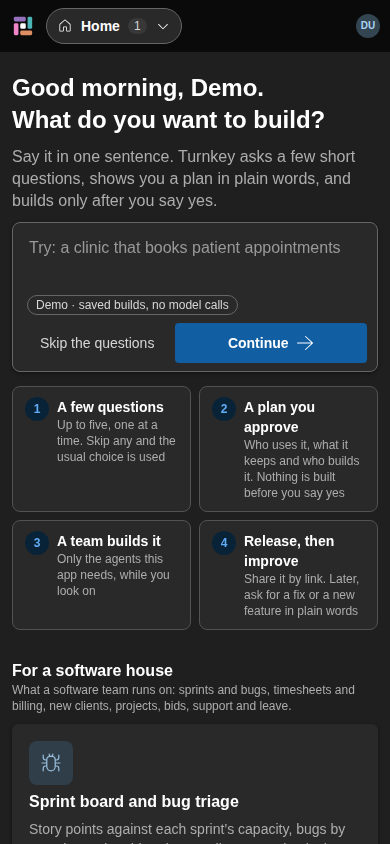 Home 1
DU
Good morning, Demo.
What do you want to build?
Say it in one sentence. Turnkey asks a few short
questions, shows you a plan in plain words, and
builds only after you say yes.
Try: a clinic that books patient appointments
Demo · saved builds, no model calls
Skip the questions
Continue
1
A few questions
Up to five, one at a
time. Skip any and the
usual choice is used
2
A plan you
approve
Who uses it, what it
keeps and who builds
it. Nothing is built
before you say yes
3
A team builds it
Only the agents this
app needs, while you
look on
4
Release, then
improve
Share it by link. Later,
ask for a fix or a new
feature in plain words
For a software house
What a software team runs on: sprints and bugs, timesheets and
billing, new clients, projects, bids, support and leave.
Sprint board and bug triage
Story points against each sprint's capacity, bugs by